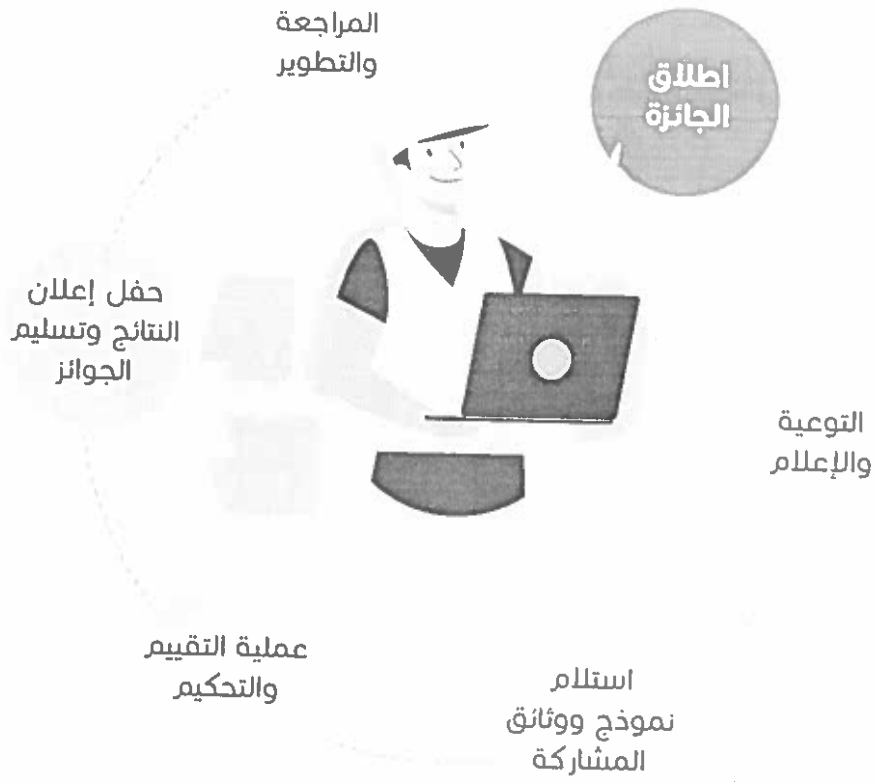 اطلاق
الجائزة
التوعية
والإعلام
استلام
نموذج ووثائق
المشاركة
عملية التقييم
والتحكيم
حفل إعلان
النتائج وتسليم
الجوائز
المراجعة
والتطوير